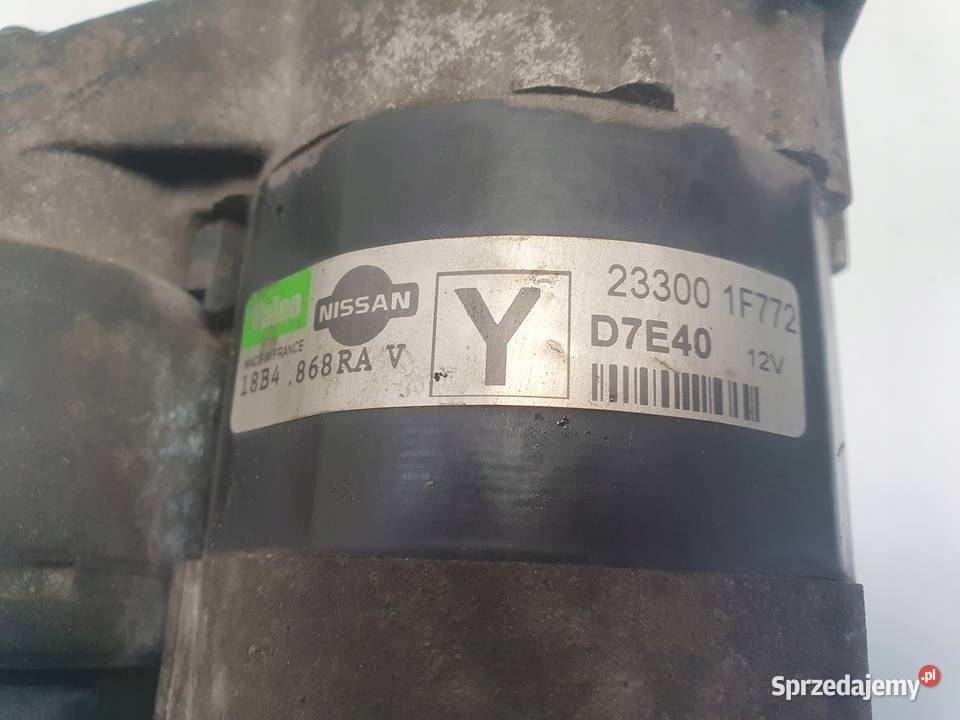 Valeo
MADE IN FRANCE
NISSAN
18B4 .868RA V
Y
23300 1F772
D7E40 12V
Sprzedajemy.pl